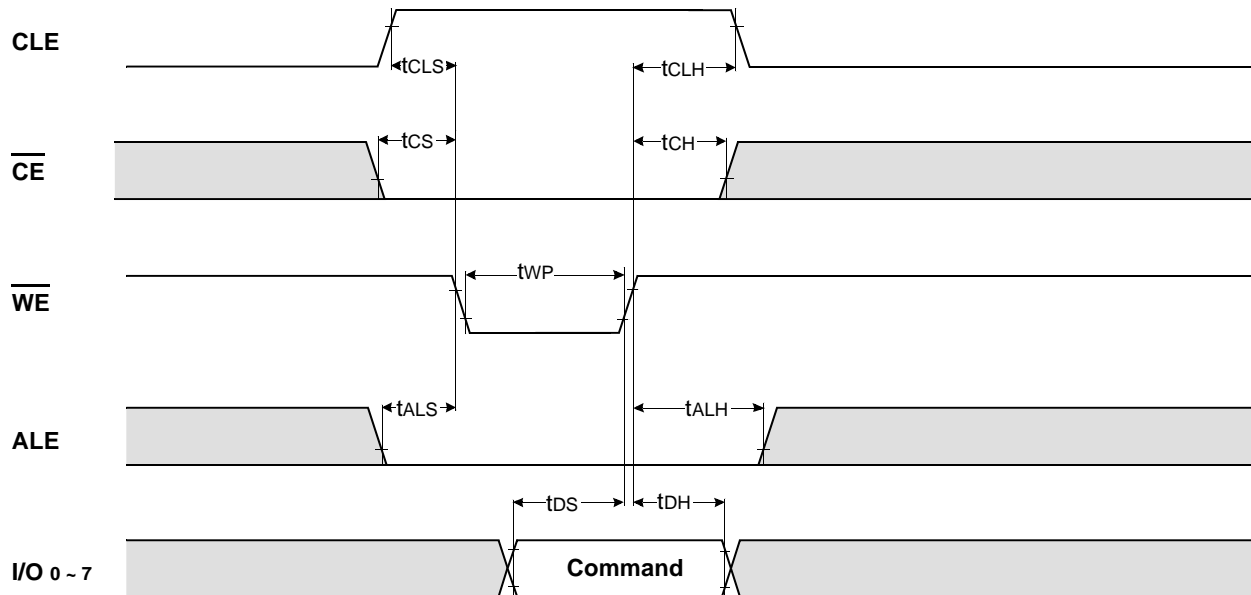 CLE
tCLS
tCLH
CE
tCS
tCH
WE
tWP
ALE
tALS
tALH
tDS
tDH
I/O 0 ~ 7
Command